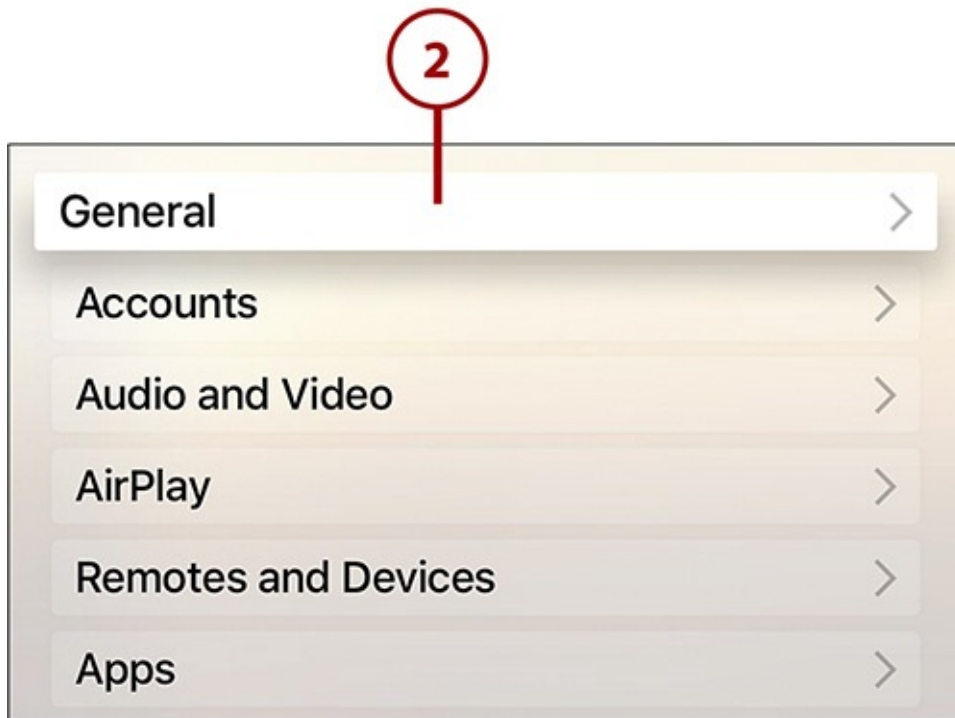 2
General
Accounts
Audio and Video
AirPlay
Remotes and Devices
Apps